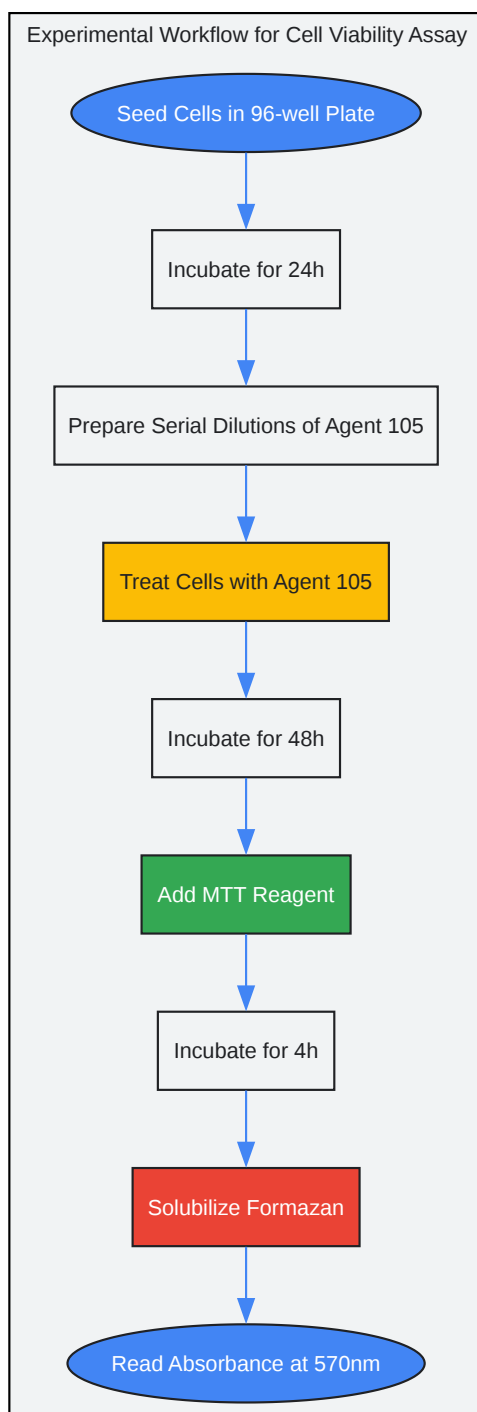 Experimental Workflow for Cell Viability Assay
Seed Cells in 96-well Plate
Incubate for 24h
Prepare Serial Dilutions of Agent 105
Treat Cells with Agent 105
Incubate for 48h
Add MTT Reagent
Incubate for 4h
Solubilize Formazan
Read Absorbance at 570nm